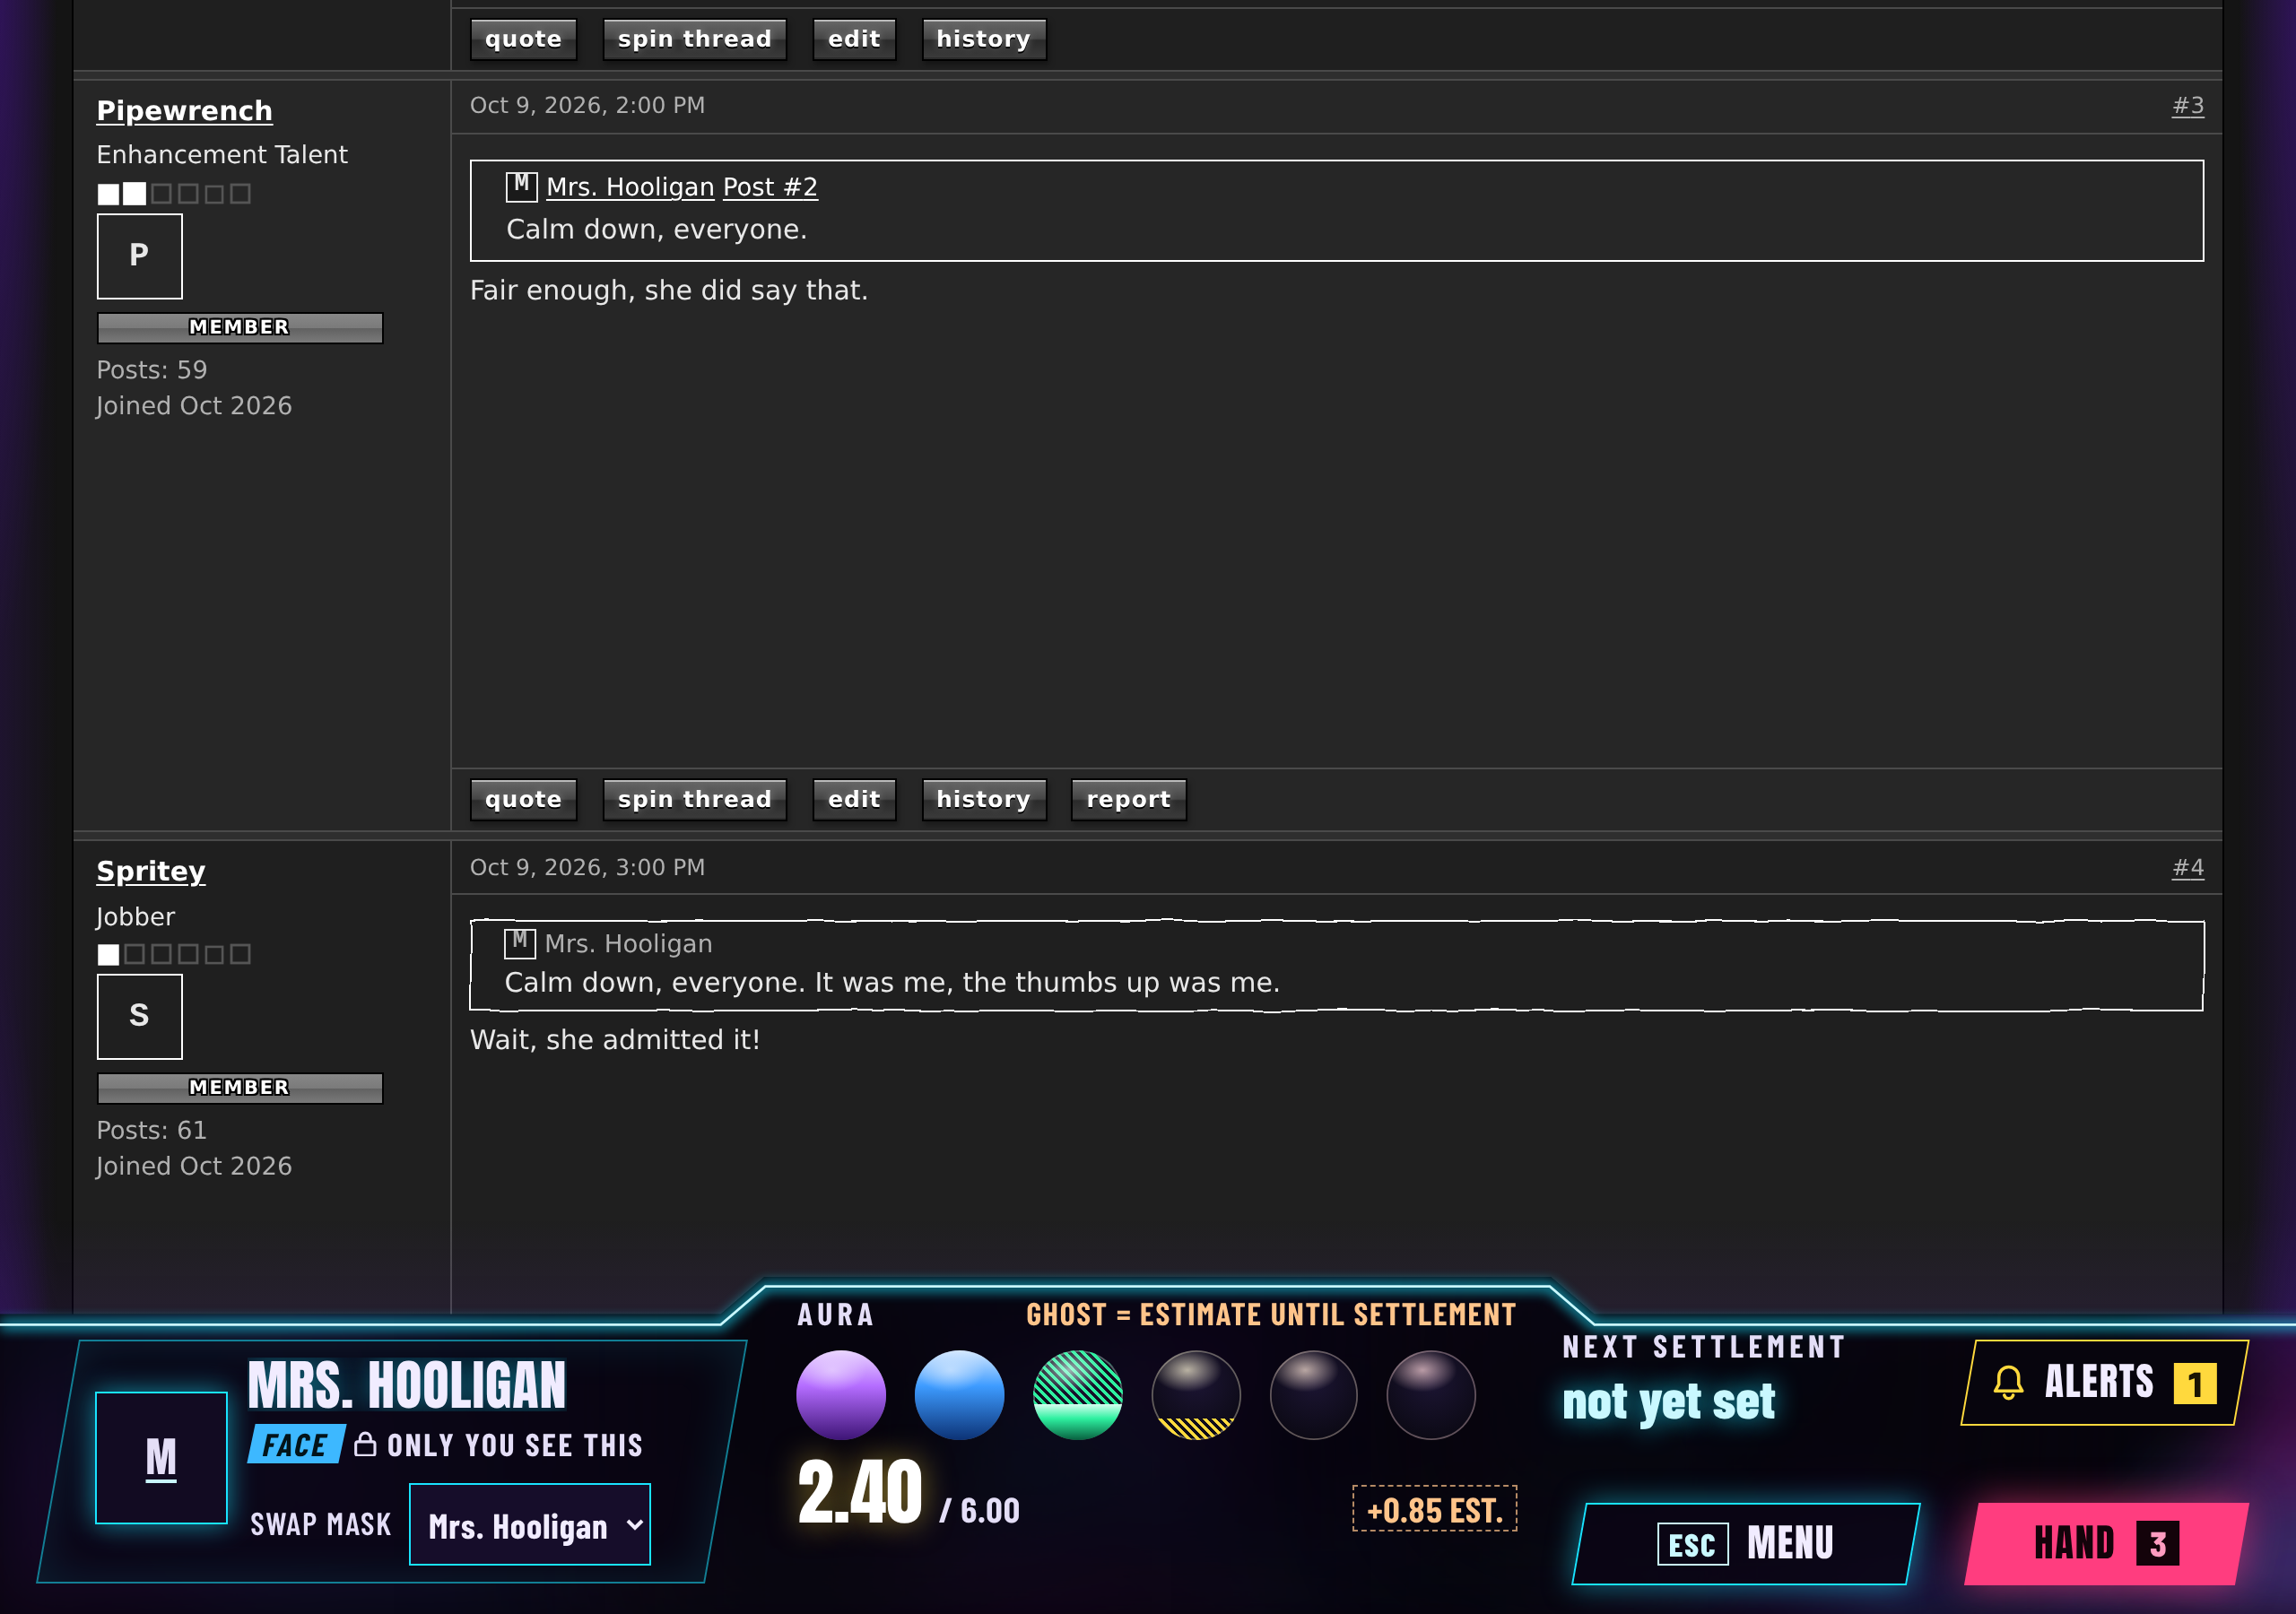 quote spin thread edit history
Pipewrench
Enhancement Talent
P
MEMBER
Posts: 59
Joined Oct 2026
Oct 9, 2026, 2:00 PM #3
M Mrs. Hooligan Post #2
Calm down, everyone.
Fair enough, she did say that.
quote spin thread edit history report
Spritey
Jobber
S
MEMBER
Posts: 61
Joined Oct 2026
Oct 9, 2026, 3:00 PM #4
M Mrs. Hooligan
Calm down, everyone. It was me, the thumbs up was me.
Wait, she admitted it!
M
MRS. HOOLIGAN
FACE ONLY YOU SEE THIS
SWAP MASK Mrs. Hooligan
AURA GHOST = ESTIMATE UNTIL SETTLEMENT
2.40 / 6.00 +0.85 EST.
NEXT SETTLEMENT
not yet set
ALERTS 1
ESC MENU
HAND 3